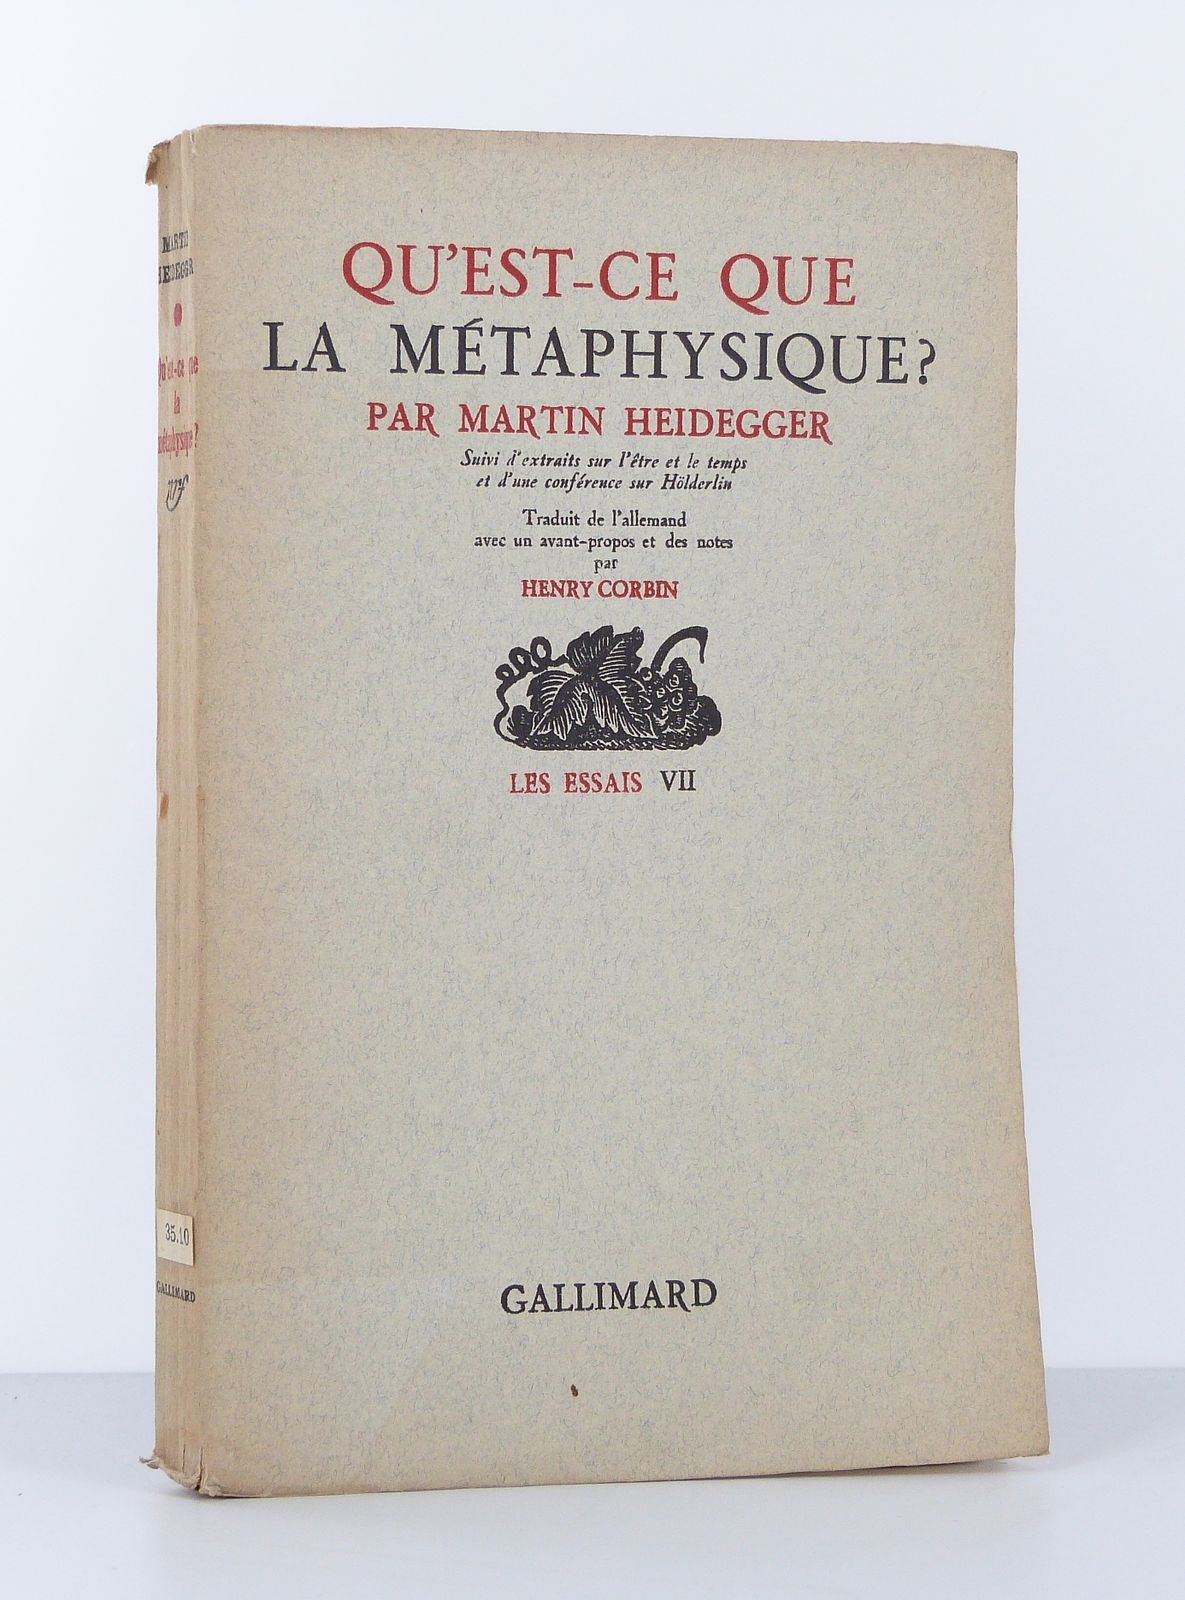 QU'EST-CE QUE
LA MÉTAPHYSIQUE?
PAR MARTIN HEIDEGGER
Suivi d'extraits sur l'être et le temps
et d'une conférence sur Hölderlin
Traduit de l'allemand
avec un avant-propos et des notes
par
HENRY CORBIN
LES ESSAIS VII
GALLIMARD
MARTIN
HEIDEGGER
Qu'est-ce que
la
métaphysique?
nrf
35.10
GALLIMARD